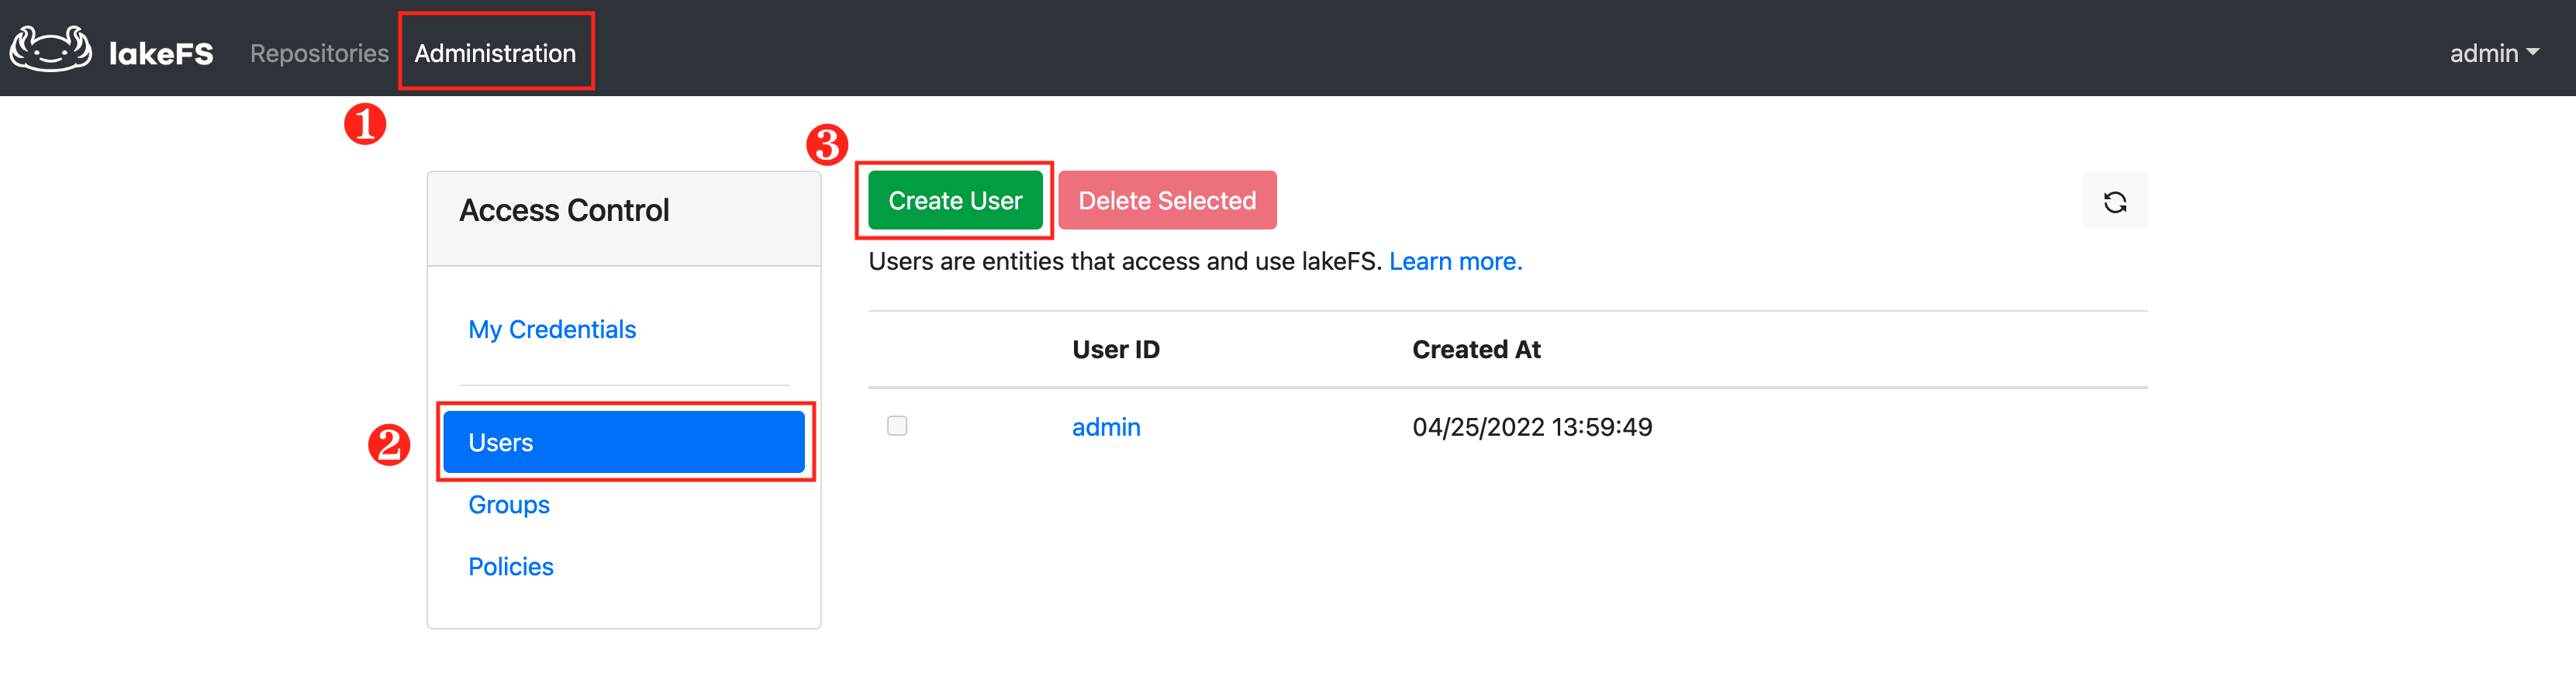 lakeFS Repositories Administration admin
1
3
Access Control
Create User Delete Selected
Users are entities that access and use lakeFS. Learn more.
My Credentials
User ID Created At
2
Users
admin 04/25/2022 13:59:49
Groups
Policies